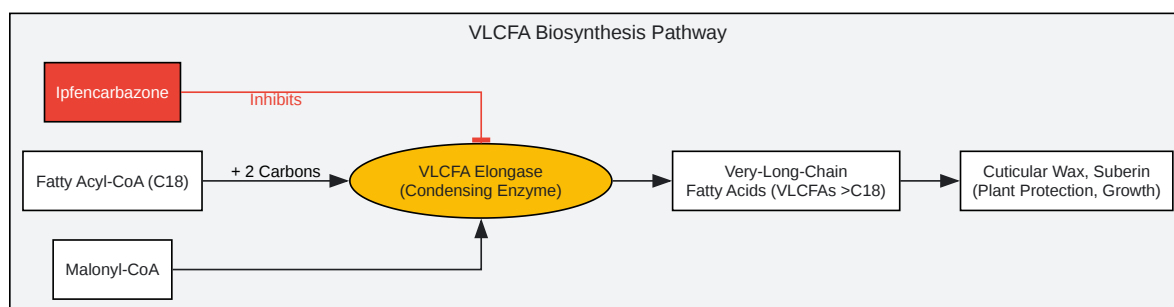 VLCFA Biosynthesis Pathway
Ipfencarbazone
Inhibits
Fatty Acyl-CoA (C18)
+ 2 Carbons
VLCFA Elongase
(Condensing Enzyme)
Very-Long-Chain
Fatty Acids (VLCFAs >C18)
Cuticular Wax, Suberin
(Plant Protection, Growth)
Malonyl-CoA